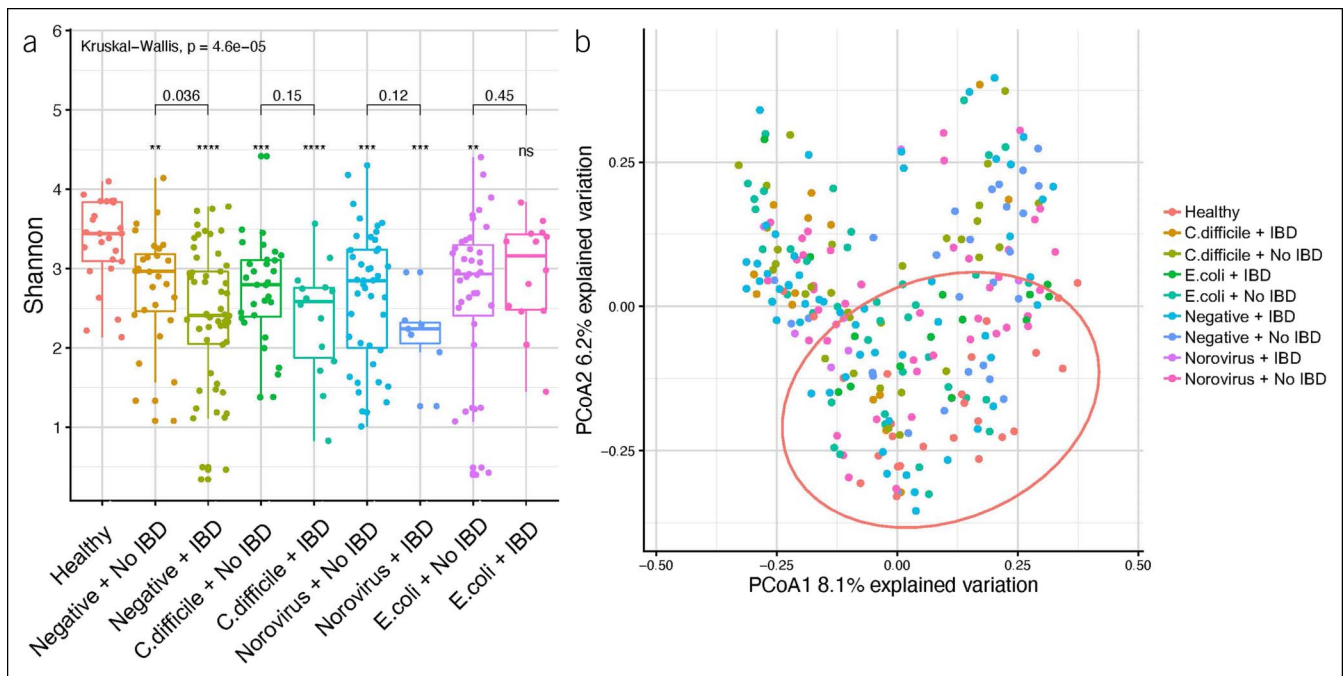 a
Kruskal-Wallis, p = 4.6e-05
0.036
0.15
0.12
0.45
**
****
***
****
***
***
**
ns
6
5
4
3
2
1
Shannon
Healthy
Negative + No IBD
Negative + IBD
C.difficile + No IBD
C.difficile + IBD
Norovirus + No IBD
Norovirus + IBD
E.coli + No IBD
E.coli + IBD
b
PCoA2 6.2% explained variation
0.25
0.00
−0.25
−0.50
−0.25
0.00
0.25
0.50
PCoA1 8.1% explained variation
Healthy
C.difficile + IBD
C.difficile + No IBD
E.coli + IBD
E.coli + No IBD
Negative + IBD
Negative + No IBD
Norovirus + IBD
Norovirus + No IBD